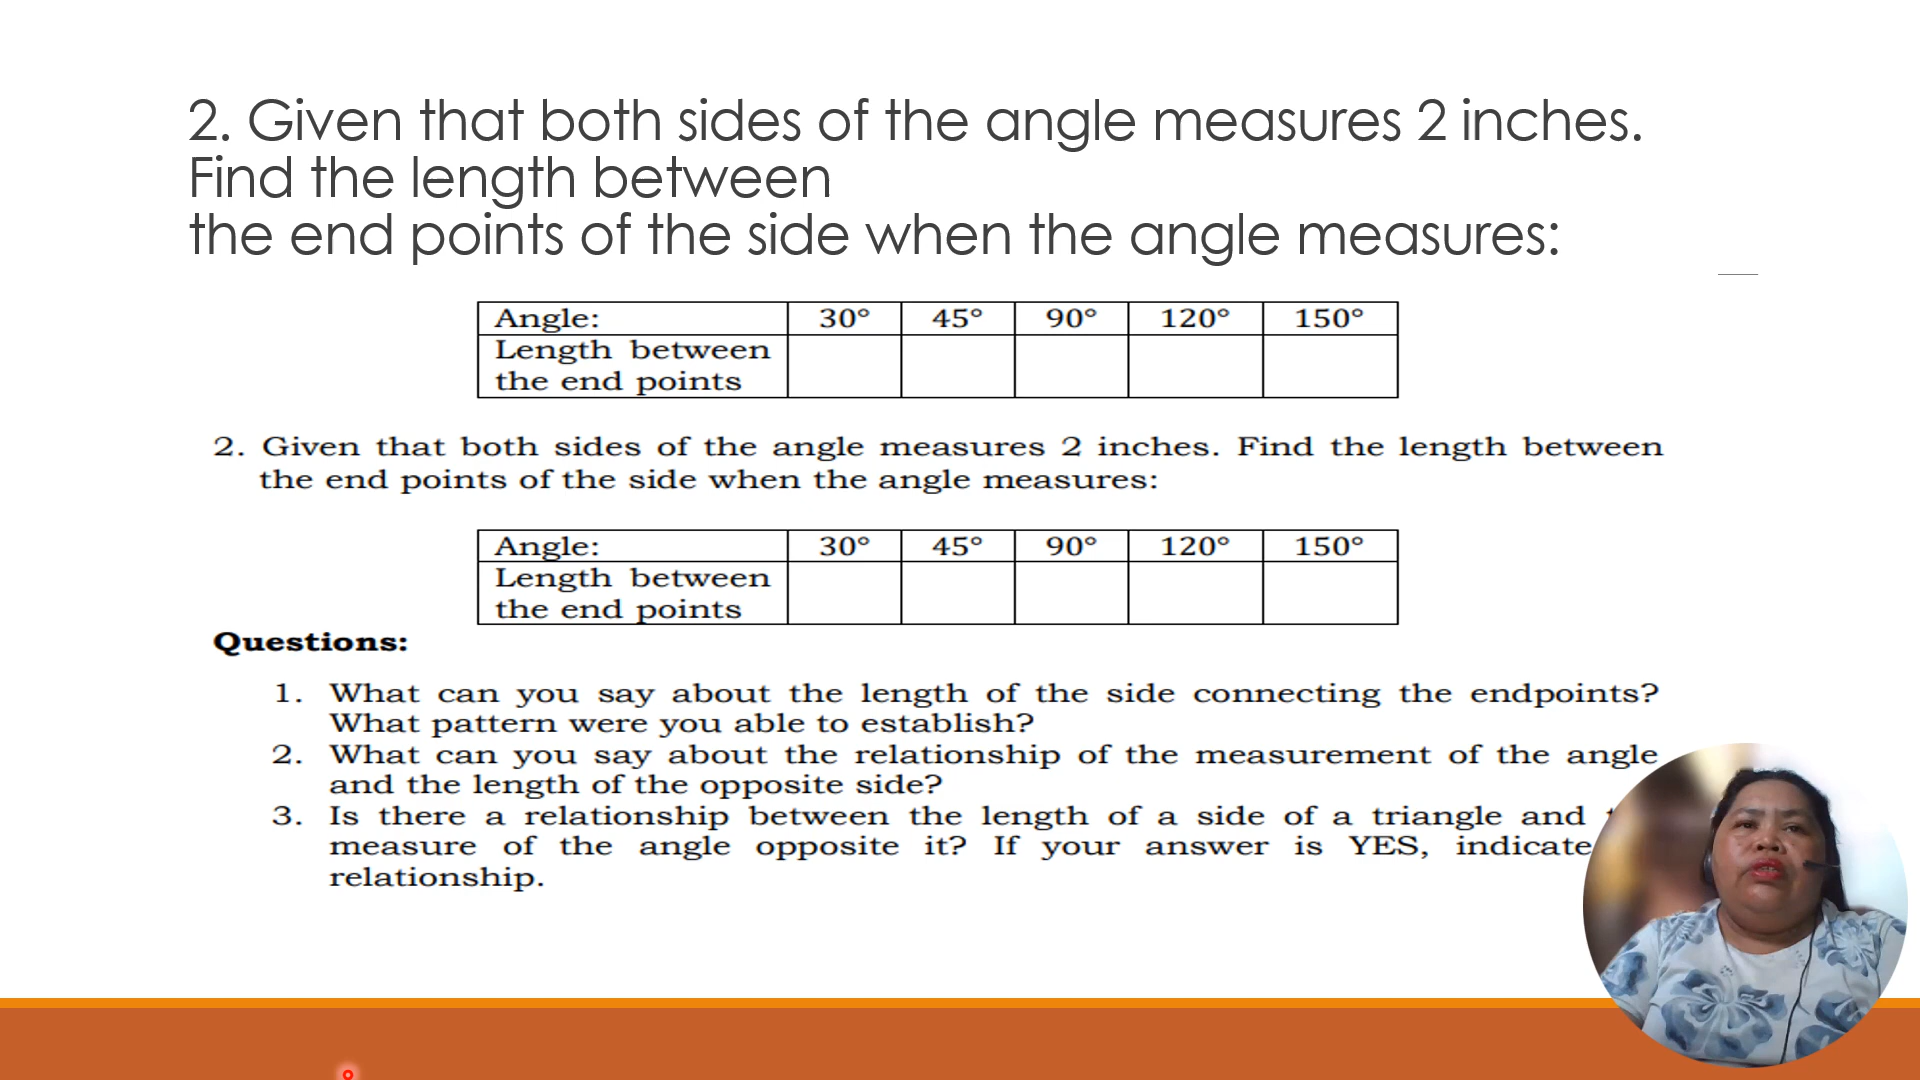 2. Given that both sides of the angle measures 2 inches.
Find the length between
the end points of the side when the angle measures:
Angle: 30° 45° 90° 120° 150°
Length between
the end points
2. Given that both sides of the angle measures 2 inches. Find the length between
the end points of the side when the angle measures:
Angle: 30° 45° 90° 120° 150°
Length between
the end points
Questions:
1. What can you say about the length of the side connecting the endpoints?
What pattern were you able to establish?
2. What can you say about the relationship of the measurement of the angle
and the length of the opposite side?
3. Is there a relationship between the length of a side of a triangle and
measure of the angle opposite it? If your answer is YES, indicate
relationship.